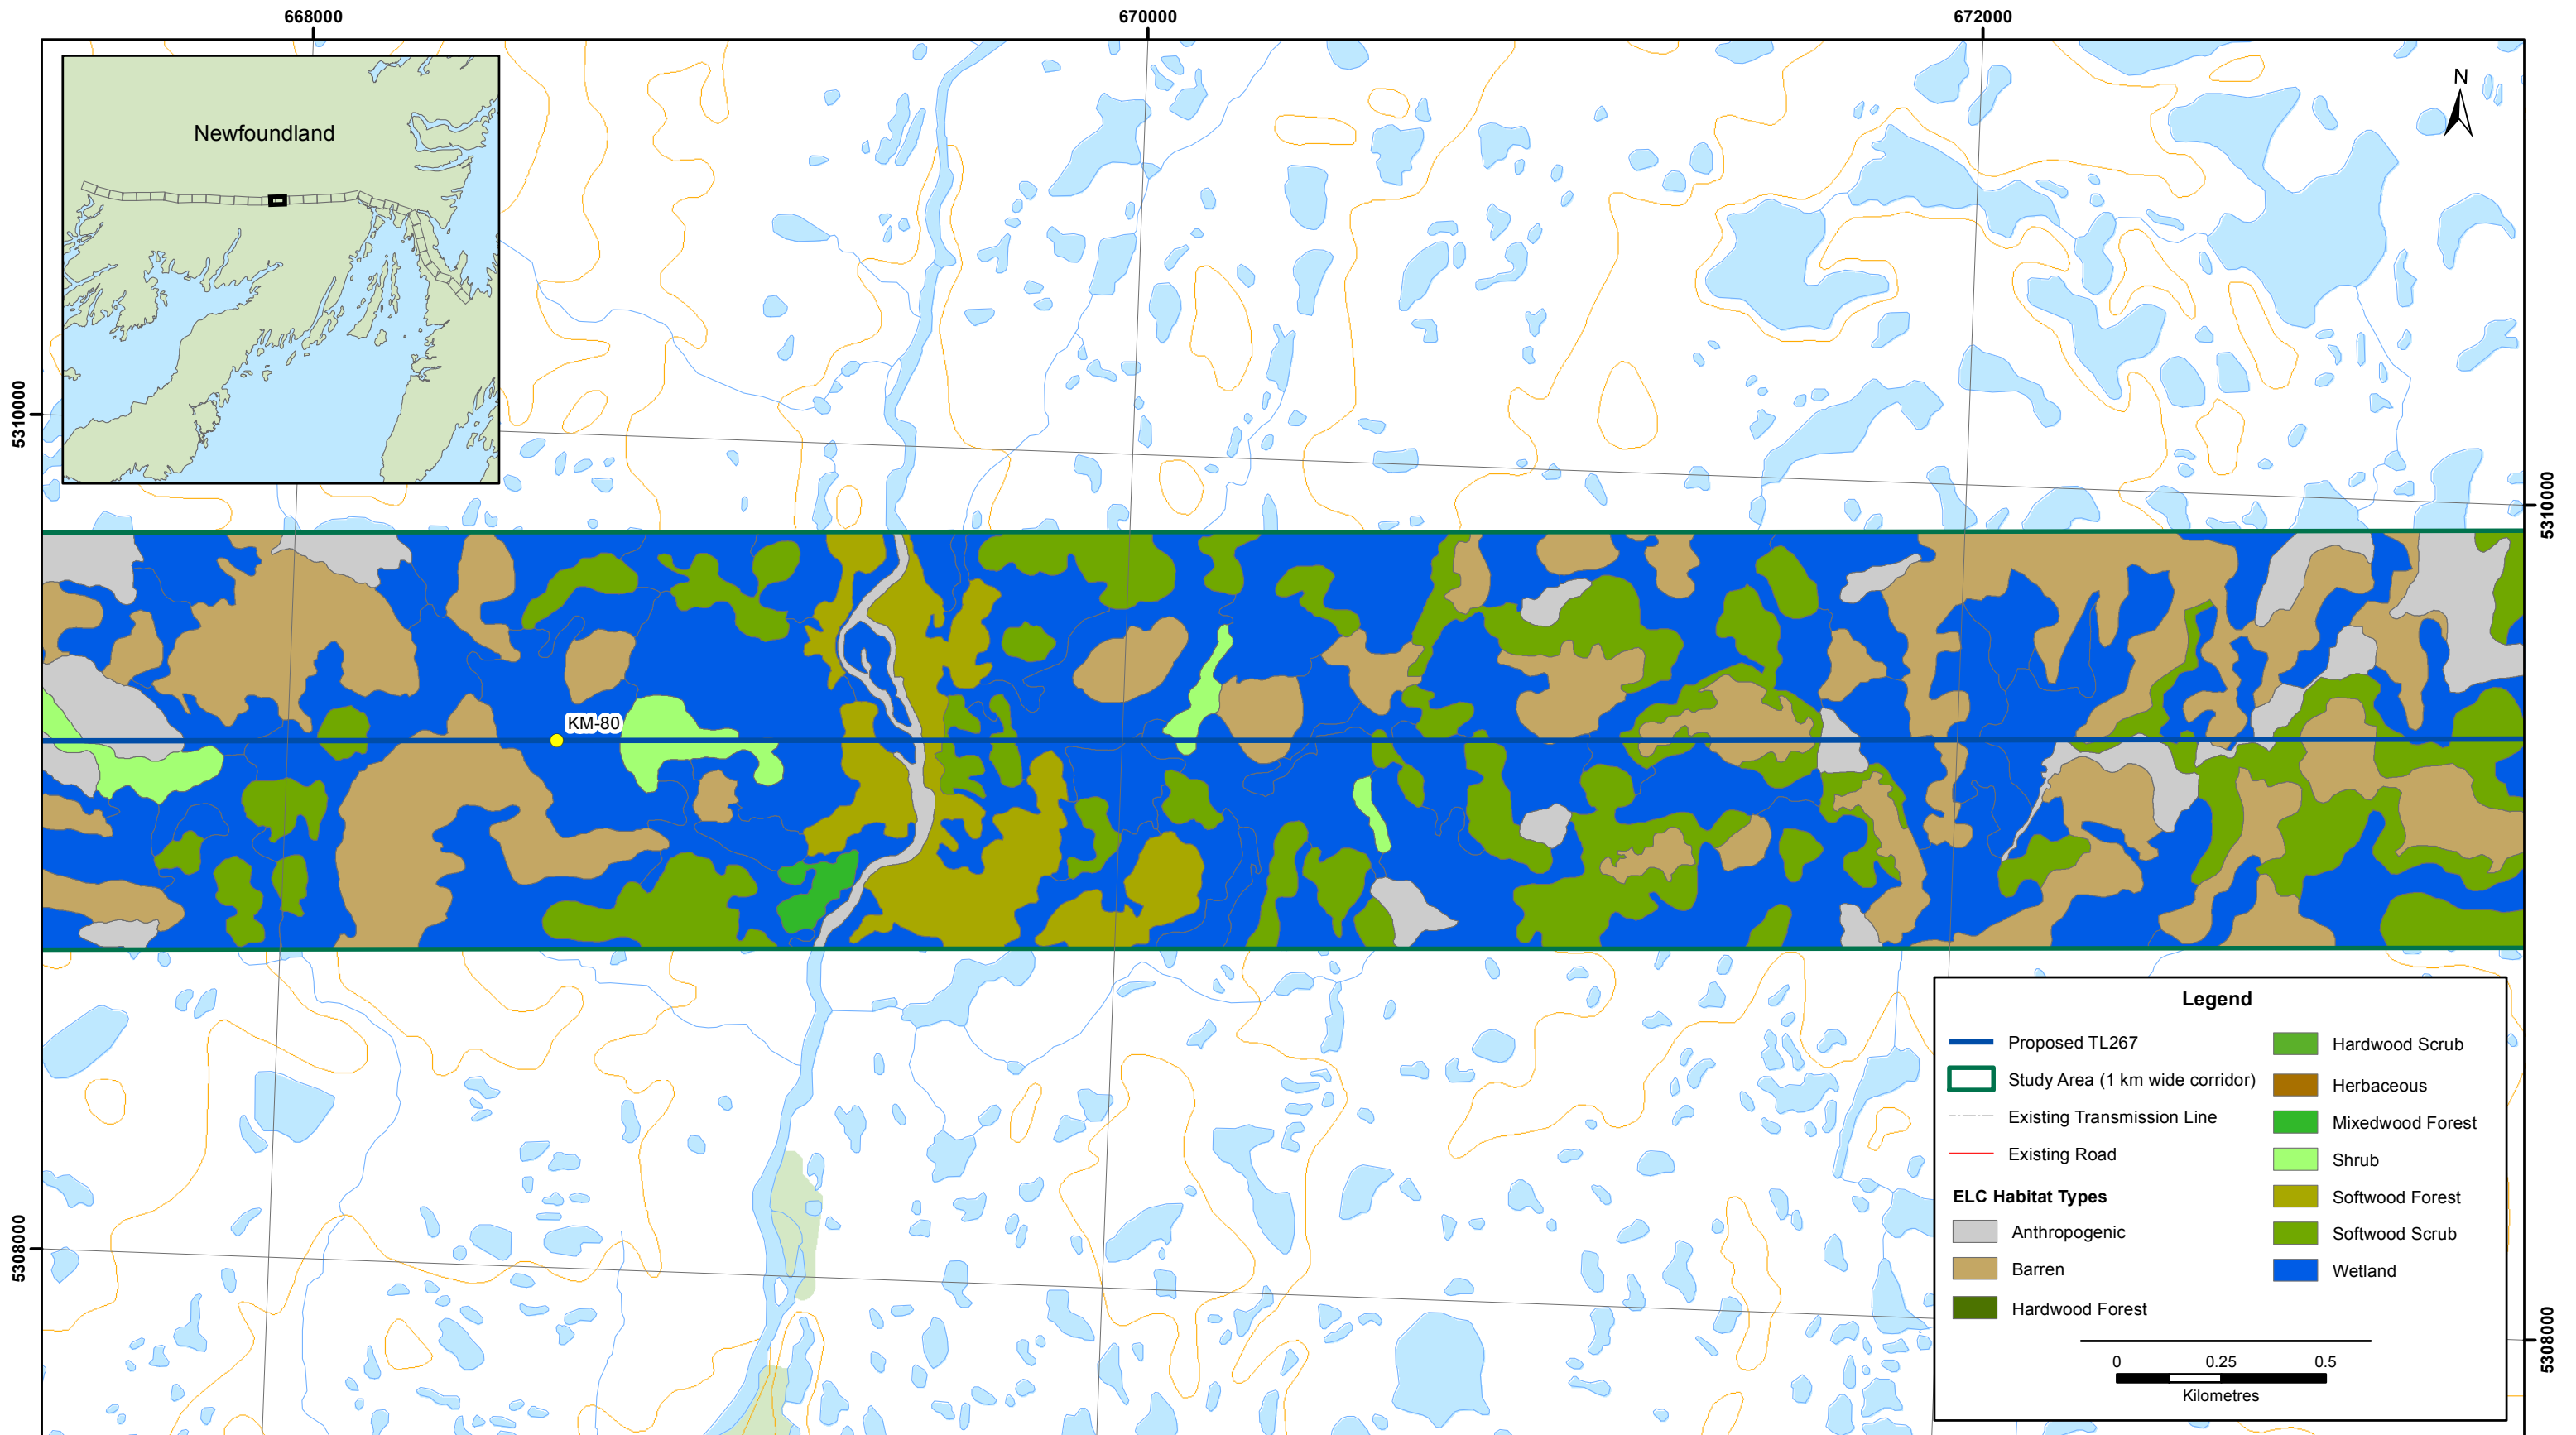 668000
670000
672000
N
Newfoundland
5310000
5310000
KM-80
5308000
5308000
Legend
Proposed TL267
Study Area (1 km wide corridor)
Existing Transmission Line
Existing Road
ELC Habitat Types
Anthropogenic
Barren
Hardwood Forest
Hardwood Scrub
Herbaceous
Mixedwood Forest
Shrub
Softwood Forest
Softwood Scrub
Wetland
0 0.25 0.5
Kilometres